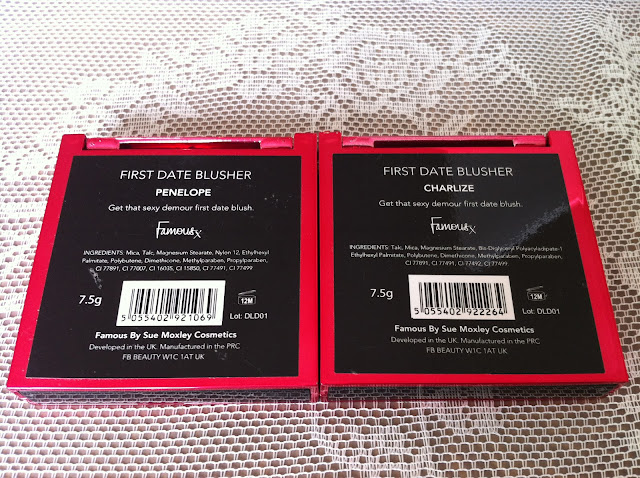 FIRST DATE BLUSHER
PENELOPE
Get that sexy demour first date blush.
Famous x
INGREDIENTS: Mica, Talc, Magnesium Stearate, Nylon 12, Ethylhexyl
Palmitate, Polybutene, Dimethicone, Methylparaben, Propylparaben,
CI 77891, CI 77007, CI 16035, CI 15850, CI 77491, CI 77499
7.5g
5 055402 921069
12M
Lot: DLD01
Famous By Sue Moxley Cosmetics
Developed in the UK. Manufactured in the PRC
FB BEAUTY W1C 1AT UK
FIRST DATE BLUSHER
CHARLIZE
Get that sexy demour first date blush.
Famous x
INGREDIENTS: Talc, Mica, Magnesium Stearate, Bis-Diglyceryl Polyacyladipate-1
Ethylhexyl Palmitate, Polybutene, Dimethicone, Methylparaben, Propylparaben,
CI 77891, CI 77491, CI 77492, CI 77499
7.5g
5 055402 922264
12M
Lot: DLD01
Famous By Sue Moxley Cosmetics
Developed in the UK. Manufactured in the PRC
FB BEAUTY W1C 1AT UK